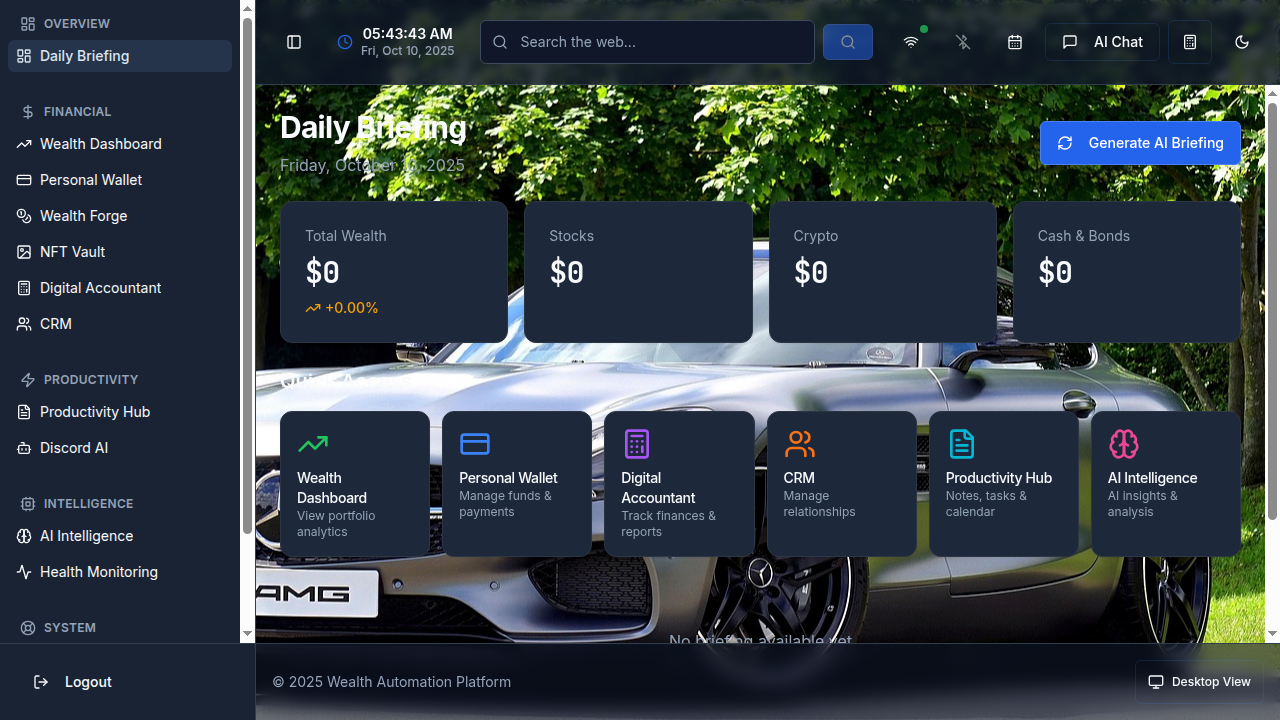 OVERVIEW
Daily Briefing
FINANCIAL
Wealth Dashboard
Personal Wallet
Wealth Forge
NFT Vault
Digital Accountant
CRM
PRODUCTIVITY
Productivity Hub
Discord AI
INTELLIGENCE
AI Intelligence
Health Monitoring
SYSTEM
Logout
05:43:43 AM
Fri, Oct 10, 2025
Search the web...
AI Chat
Daily Briefing
Friday, October 10, 2025
Generate AI Briefing
Total Wealth
$0
+0.00%
Stocks
$0
Crypto
$0
Cash & Bonds
$0
Quick Access
Wealth
Dashboard
View portfolio
analytics
Personal Wallet
Manage funds &
payments
Digital
Accountant
Track finances &
reports
CRM
Manage
relationships
Productivity Hub
Notes, tasks &
calendar
AI Intelligence
AI insights &
analysis
AMG
No briefing available yet
© 2025 Wealth Automation Platform
Desktop View